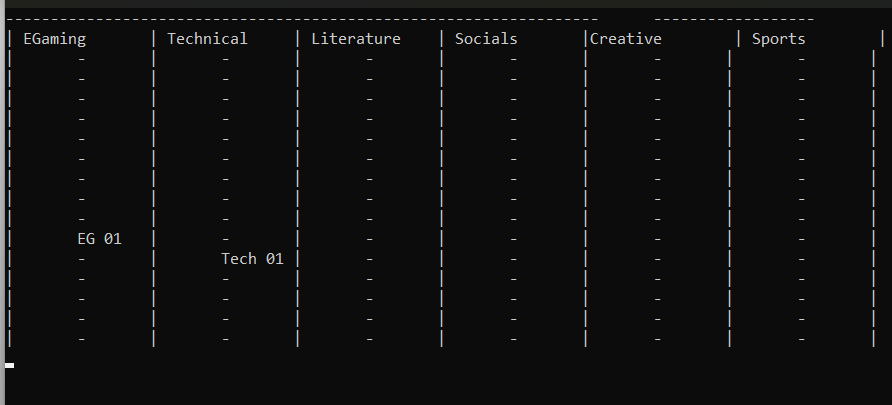 ------------------------------------------------------------------      ------------------
| EGaming       | Technical     | Literature    | Socials       |Creative        | Sports        |
|       -       |       -       |       -       |       -       |       -       |       -       |
|       -       |       -       |       -       |       -       |       -       |       -       |
|       -       |       -       |       -       |       -       |       -       |       -       |
|       -       |       -       |       -       |       -       |       -       |       -       |
|       -       |       -       |       -       |       -       |       -       |       -       |
|       -       |       -       |       -       |       -       |       -       |       -       |
|       -       |       -       |       -       |       -       |       -       |       -       |
|       -       |       -       |       -       |       -       |       -       |       -       |
|       -       |       -       |       -       |       -       |       -       |       -       |
|       EG 01   |       -       |       -       |       -       |       -       |       -       |
|       -       |       Tech 01 |       -       |       -       |       -       |       -       |
|       -       |       -       |       -       |       -       |       -       |       -       |
|       -       |       -       |       -       |       -       |       -       |       -       |
|       -       |       -       |       -       |       -       |       -       |       -       |
|       -       |       -       |       -       |       -       |       -       |       -       |